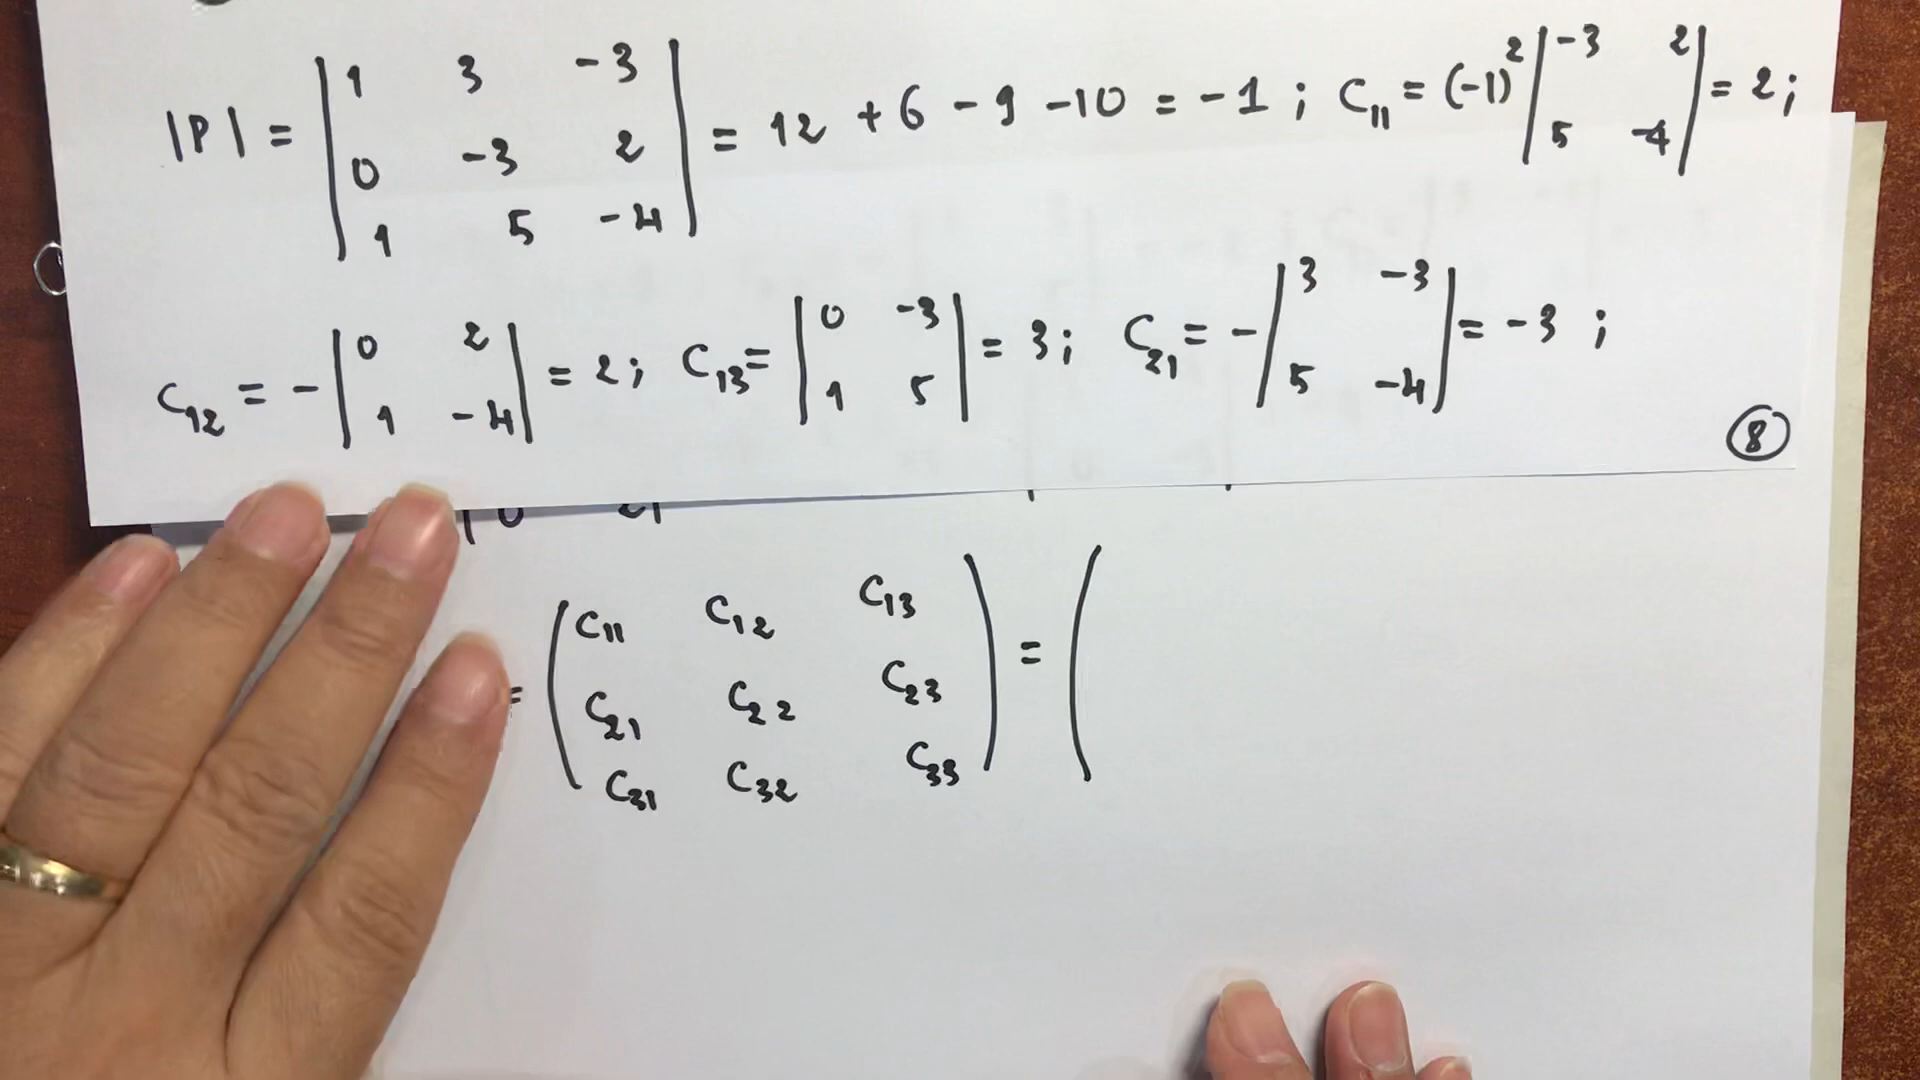 |P| = | 1 3 -3 | = 12 + 6 - 9 - 10 = -1 ; C11 = (-1)^2 | -3 2 | = 2;
0 -3 2
5 -4
1 5 -4
C12 = - | 0 2 | = 2; C13 = | 0 -3 | = 3; C21 = - | 3 -3 | = -3 ;
1 -4
1 5
5 -4
8
= ( C11 C12 C13 ) = (
C21 C22 C23
C31 C32 C33